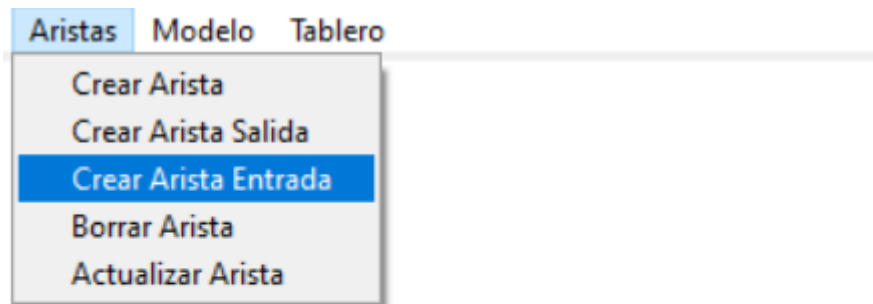 Aristas Modelo Tablero
Crear Arista
Crear Arista Salida
Crear Arista Entrada
Borrar Arista
Actualizar Arista